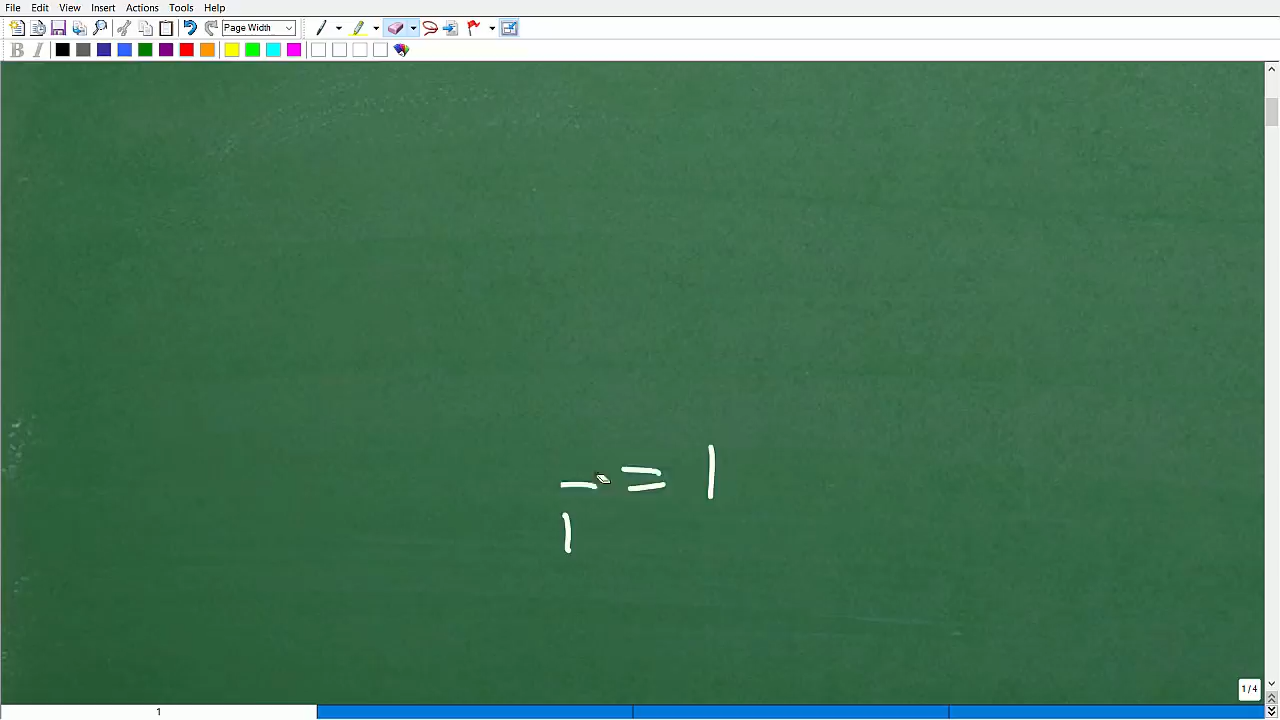 File Edit View Insert Actions Tools Help
B I Page Width
— = 1
1
1 / 4
1